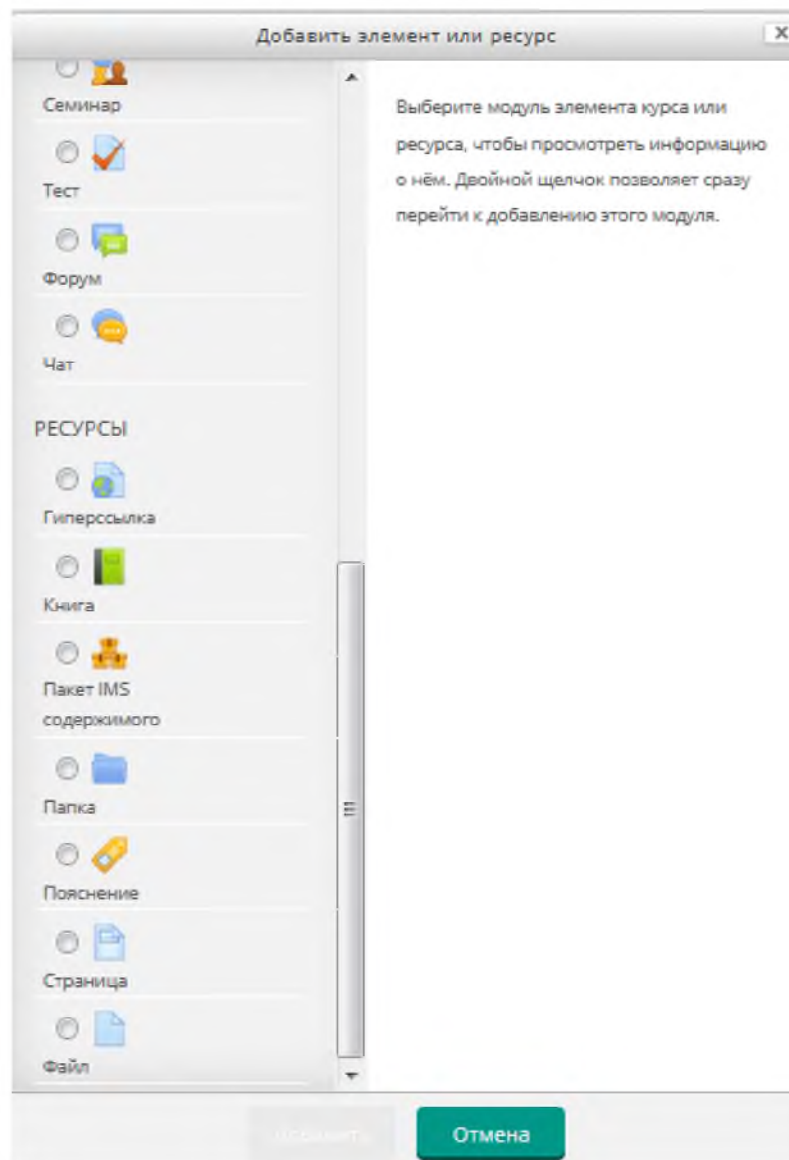 Добавить элемент или ресурс
Семинар
Тест
Форум
Чат
РЕСУРСЫ
Гиперссылка
Книга
Пакет IMS
содержимого
Папка
Пояснение
Страница
Файл
Выберите модуль элемента курса или
ресурса, чтобы просмотреть информацию
о нём. Двойной щелчок позволяет сразу
перейти к добавлению этого модуля.
Отмена